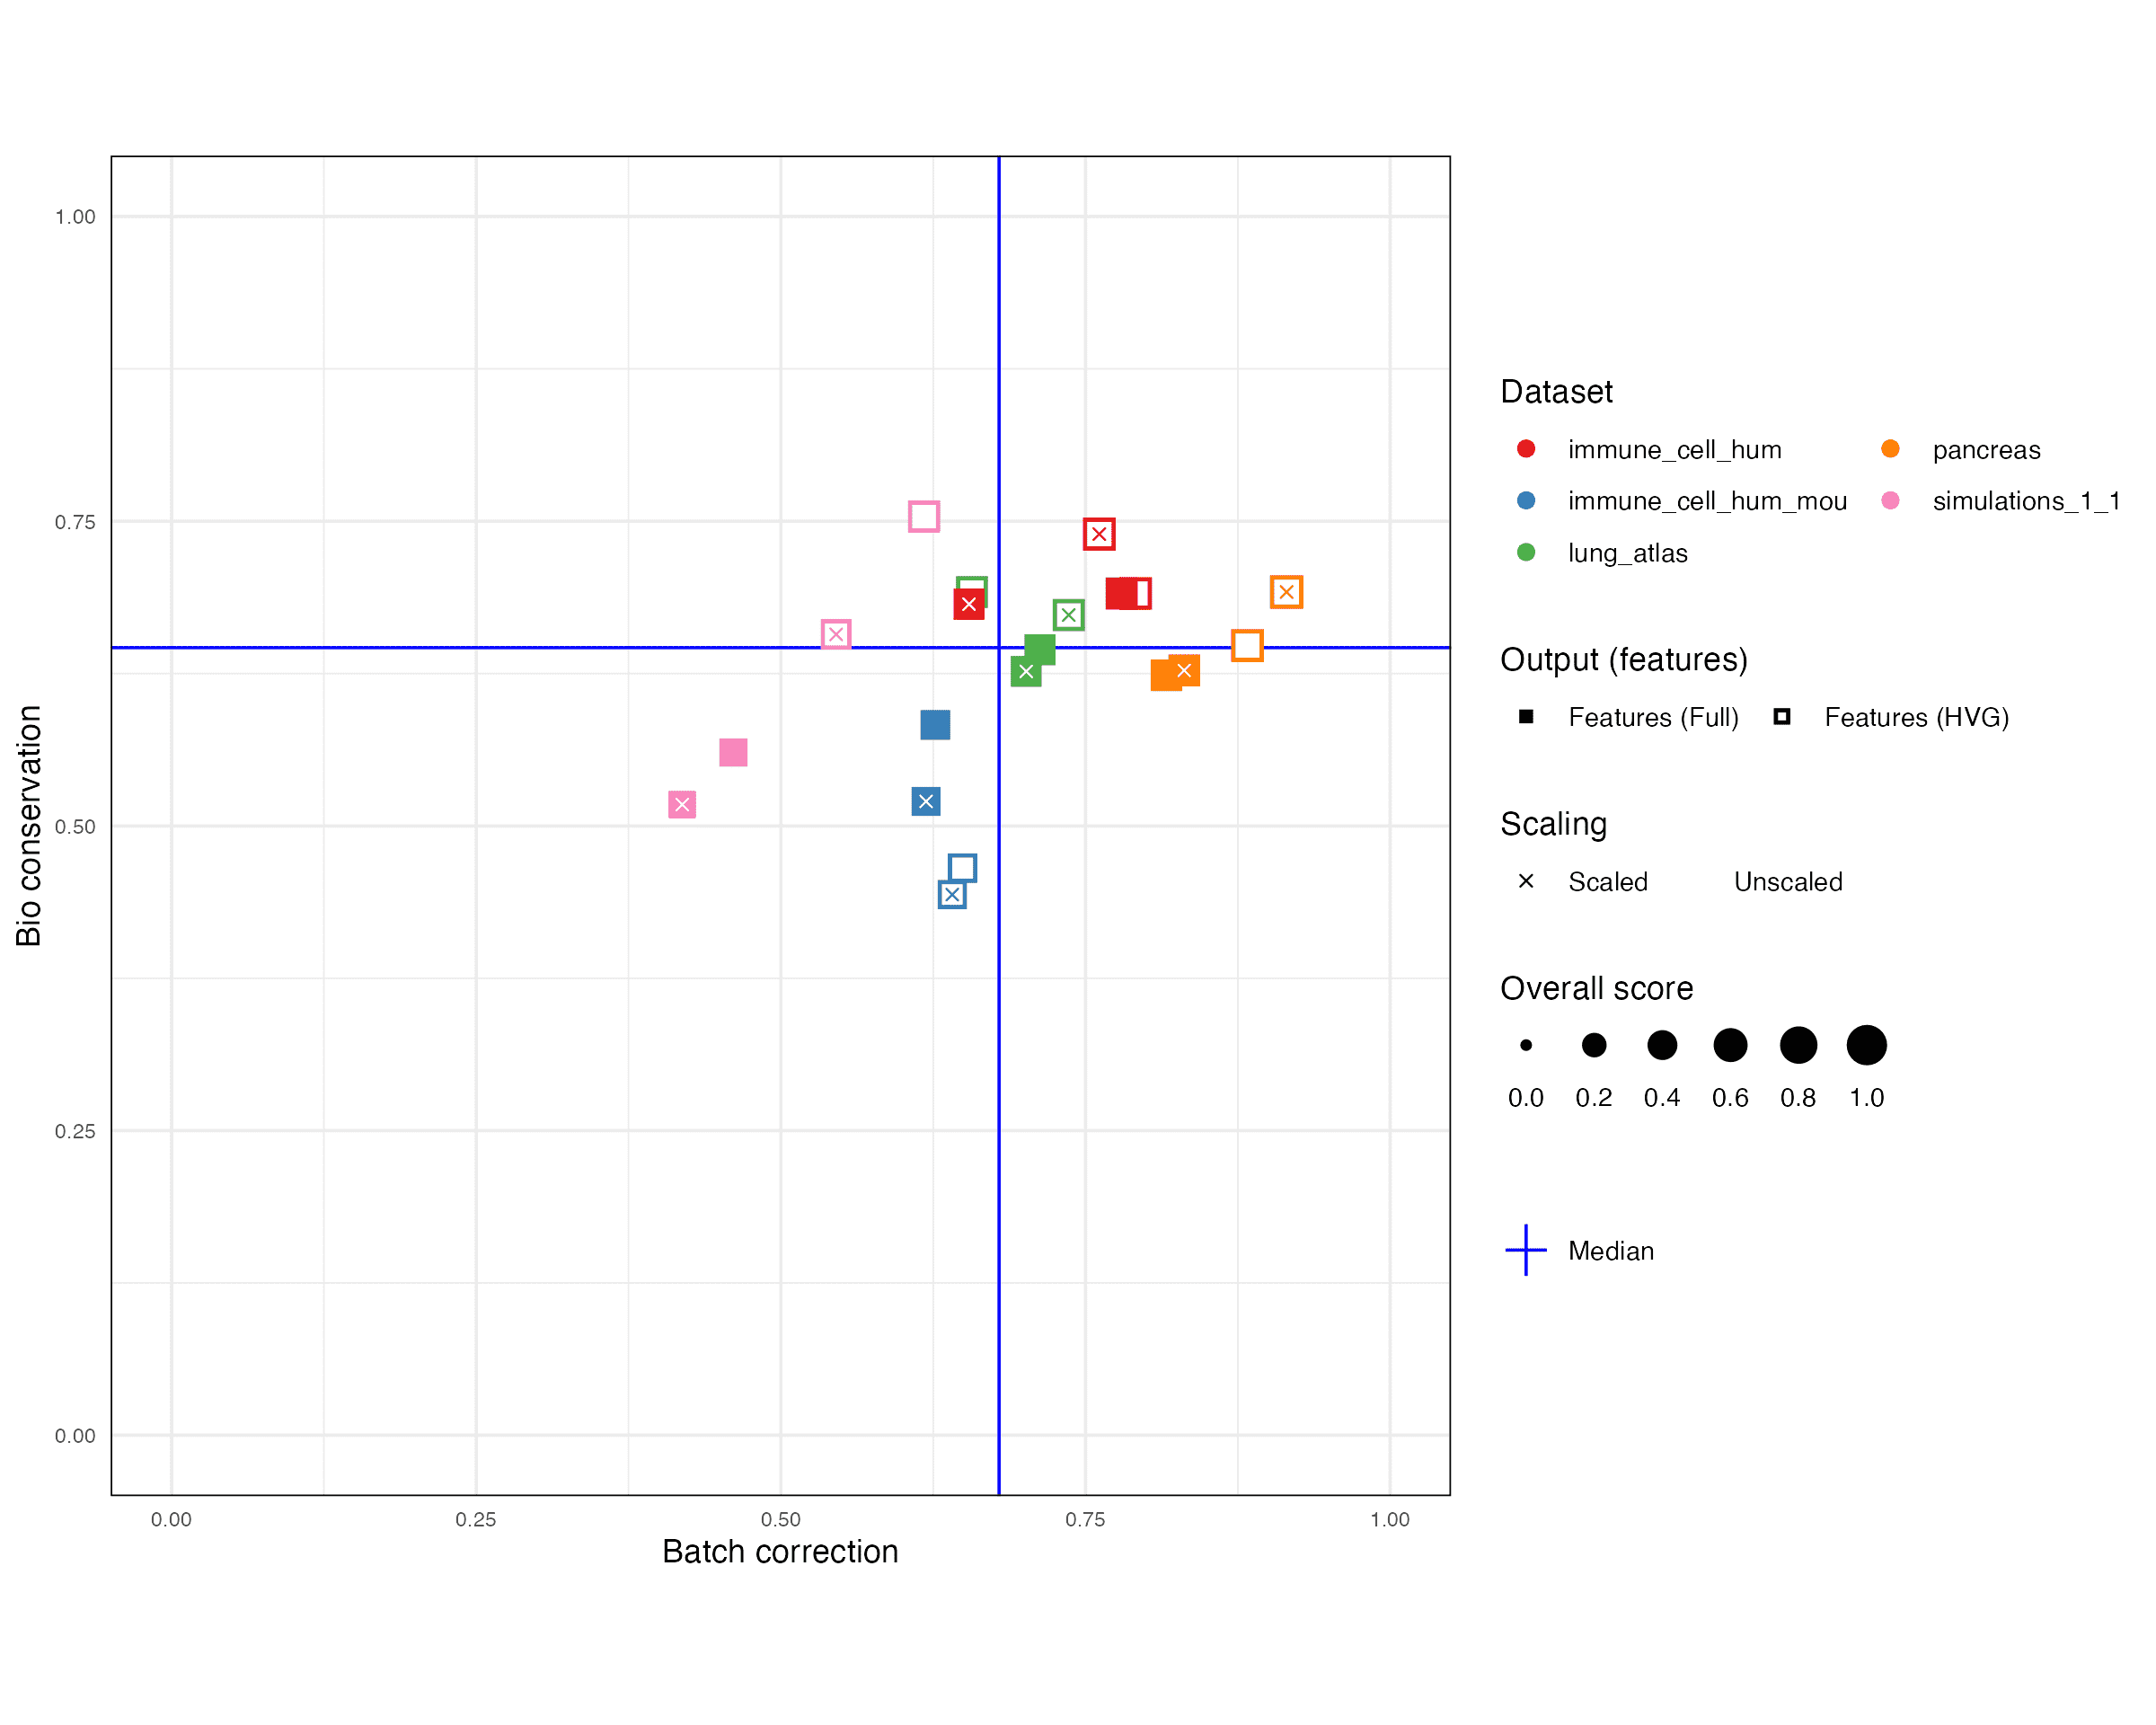 1.00
0.75
0.50
0.25
0.00
Bio conservation
0.00 0.25 0.50 0.75 1.00
Batch correction
Dataset
immune_cell_hum pancreas
immune_cell_hum_mou simulations_1_1
lung_atlas
Output (features)
Features (Full) Features (HVG)
Scaling
Scaled Unscaled
Overall score
0.0 0.2 0.4 0.6 0.8 1.0
Median